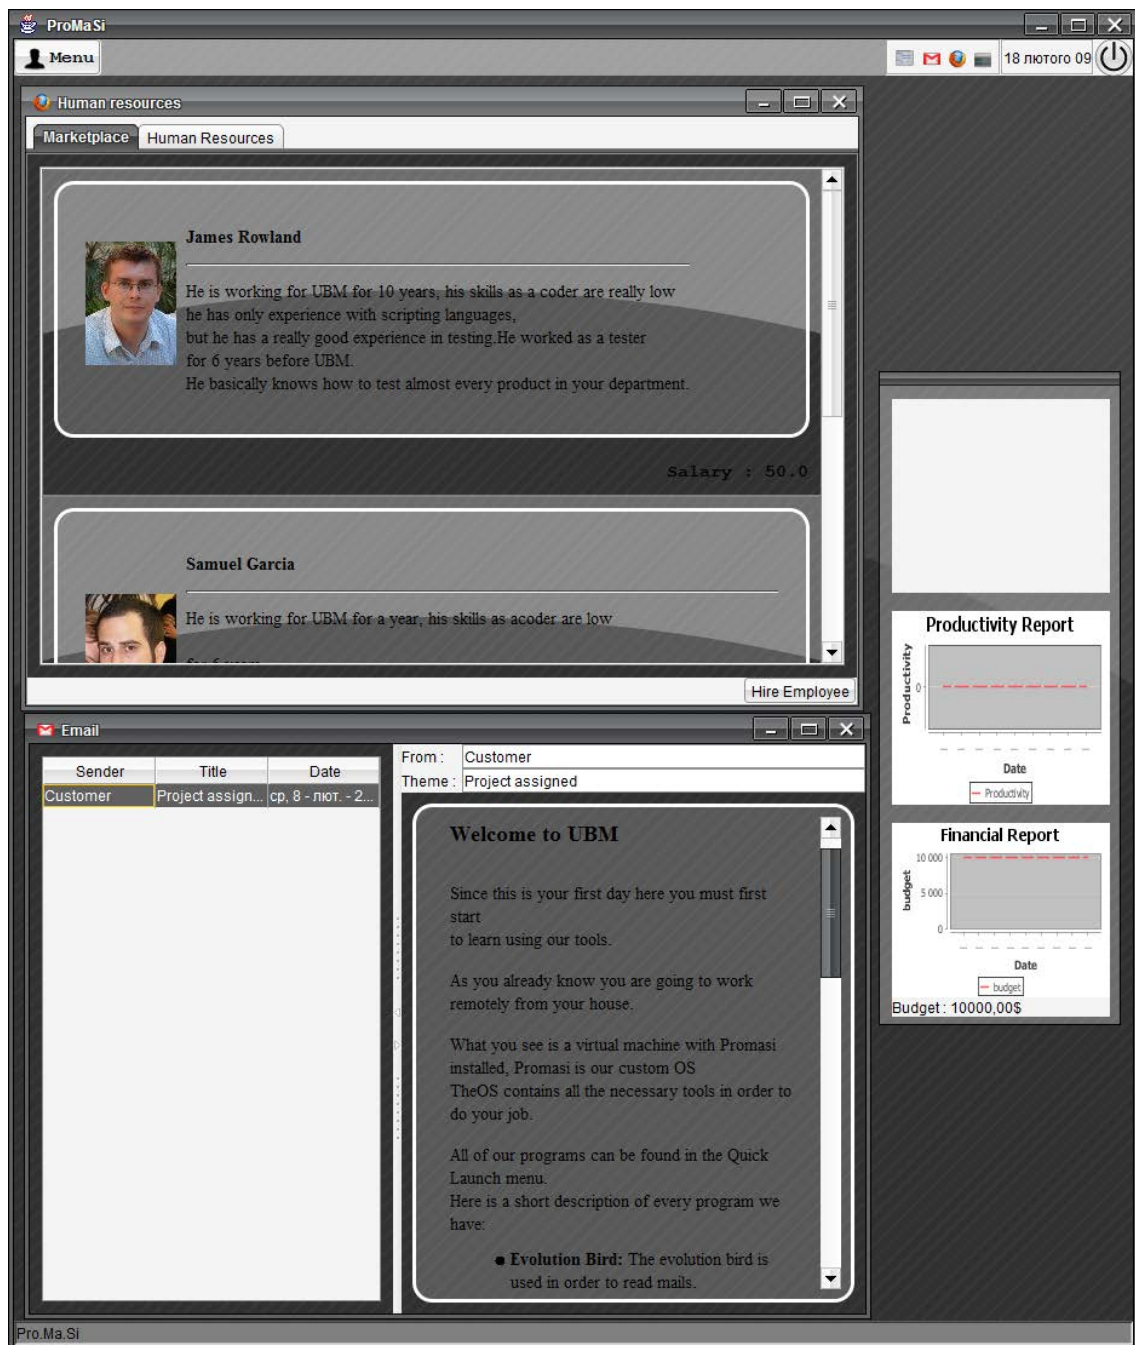 ProMaSi
Menu
18 лютого 09
Human resources
Marketplace
Human Resources
James Rowland
He is working for UBM for 10 years, his skills as a coder are really low
he has only experience with scripting languages,
but he has a really good experience in testing.He worked as a tester
for 6 years before UBM.
He basically knows how to test almost every product in your department.
Salary : 50.0
Samuel Garcia
He is working for UBM for a year, his skills as acoder are low
for 6 years
Hire Employee
Productivity Report
Productivity
0
Date
Productivity
Financial Report
budget
10 000
5 000
0
Date
budget
Budget : 10000,00$
Email
Sender
Title
Date
Customer
Project assign...
ср, 8 - лют. - 2...
From :
Customer
Theme :
Project assigned
Welcome to UBM
Since this is your first day here you must first
start
to learn using our tools.
As you already know you are going to work
remotely from your house.
What you see is a virtual machine with Promasi
installed, Promasi is our custom OS
TheOS contains all the necessary tools in order to
do your job.
All of our programs can be found in the Quick
Launch menu.
Here is a short description of every program we
have:
● Evolution Bird: The evolution bird is
used in order to read mails.
Pro.Ma.Si